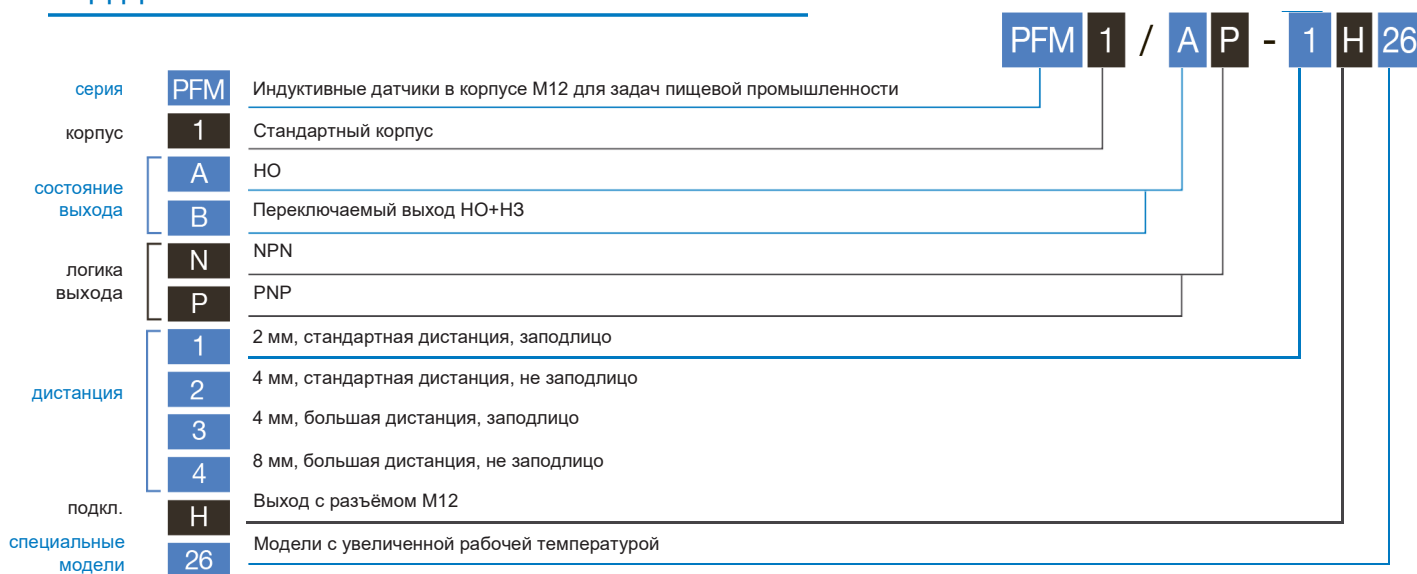 PFM 1 / A P - 1 H 26
серия PFM Индуктивные датчики в корпусе М12 для задач пищевой промышленности
корпус 1 Стандартный корпус
состояние выхода
A НО
B Переключаемый выход НО+НЗ
логика выхода
N NPN
P PNP
дистанция
1 2 мм, стандартная дистанция, заподлицо
2 4 мм, стандартная дистанция, не заподлицо
3 4 мм, большая дистанция, заподлицо
4 8 мм, большая дистанция, не заподлицо
подкл. H Выход с разъёмом М12
специальные модели
26 Модели с увеличенной рабочей температурой